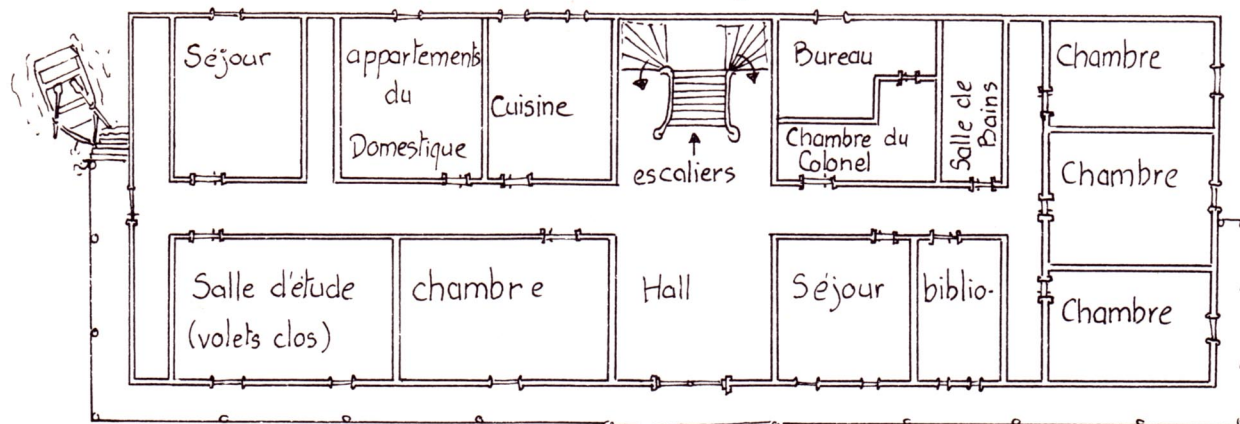 Séjour
appartements
du
Domestique
Cuisine
escaliers
Bureau
Chambre du
Colonel
Salle de
Bains
Chambre
Chambre
Chambre
Salle d'étude
(volets clos)
chambre
Hall
Séjour
biblio-